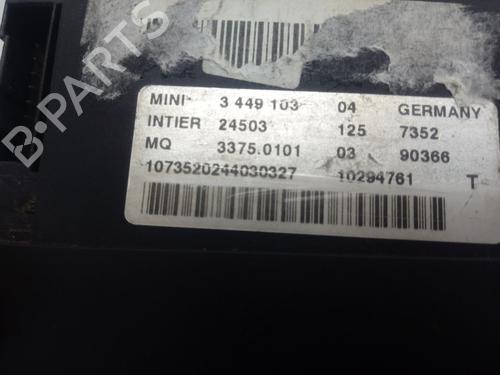 MINI 3 449 103 04 GERMANY
INTIER 24503 125 7352
MQ 3375.0101 03 90366
1073520244030327 10294761 T
B-PARTS